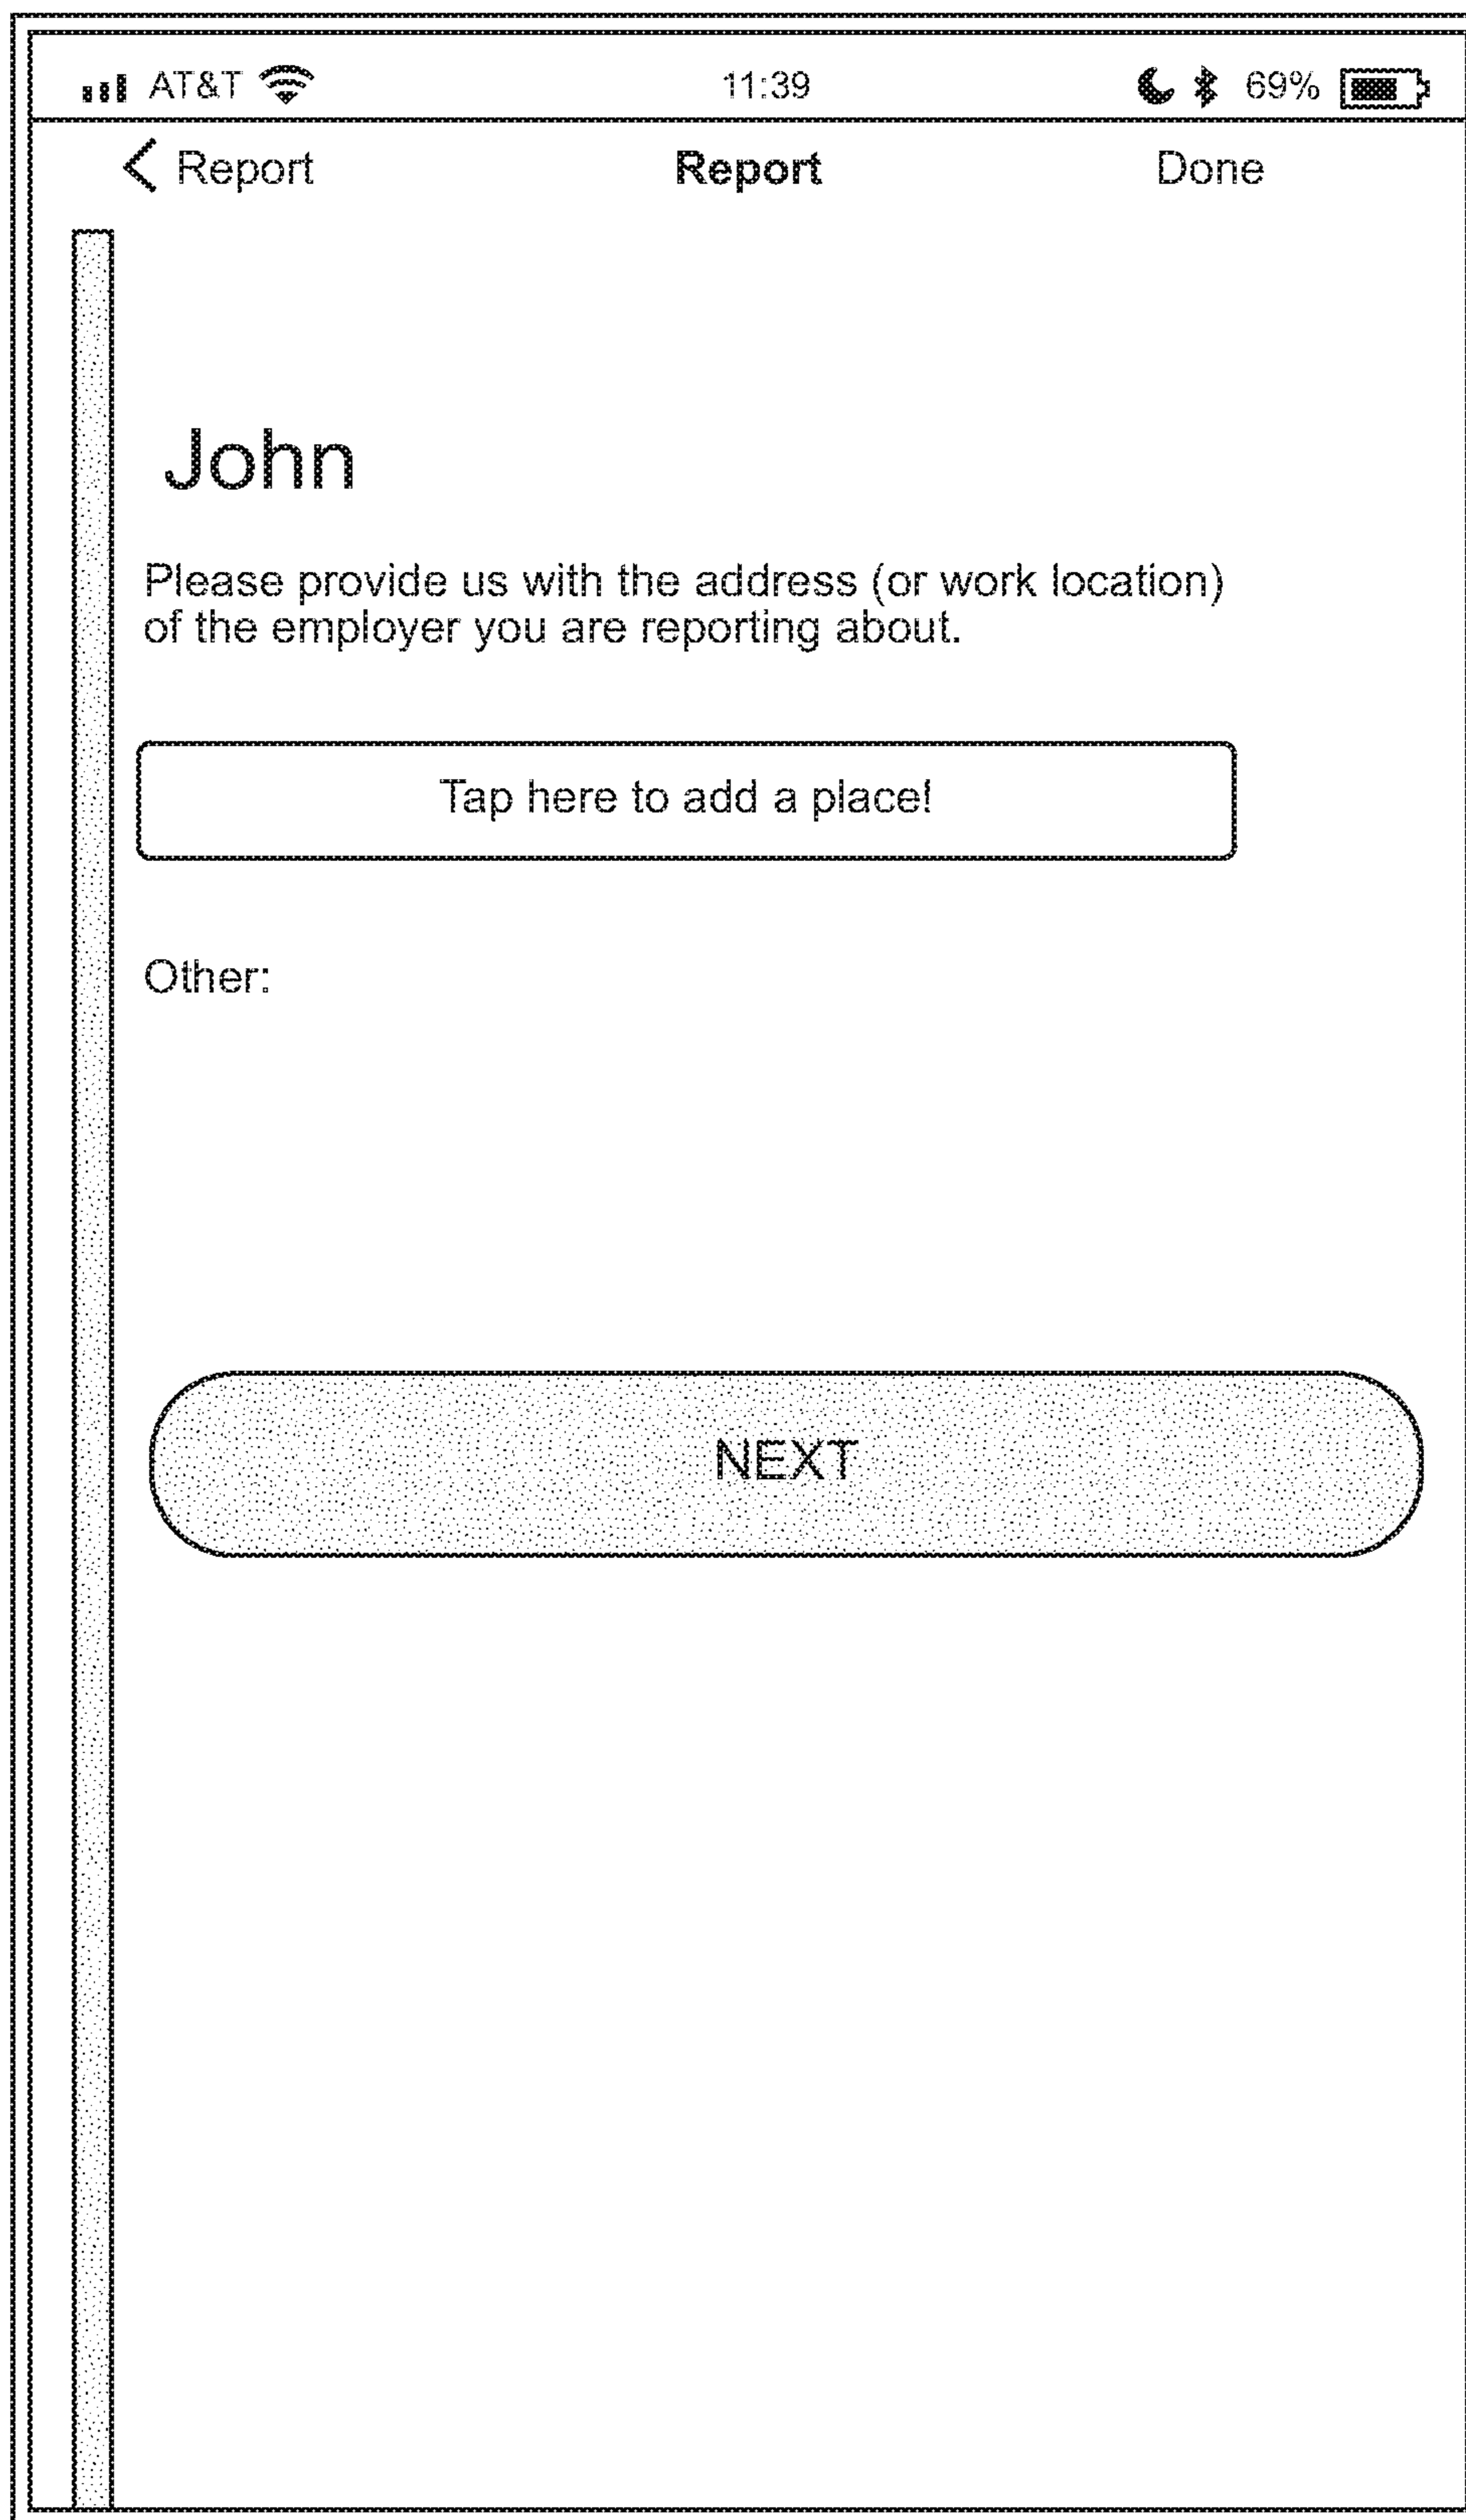 AT&T 11:39 69%
Report Report Done
John
Please provide us with the address (or work location)
of the employer you are reporting about.
Tap here to add a place!
Other:
NEXT